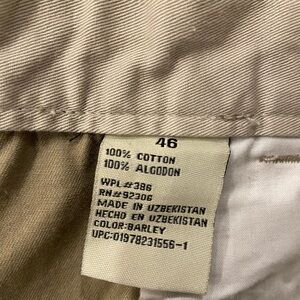 46
100% COTTON
100% ALGODON
WPL#386
RN#92306
MADE IN UZBEKISTAN
HECHO EN UZBEKISTAN
COLOR:BARLEY
UPC:01978231556-1